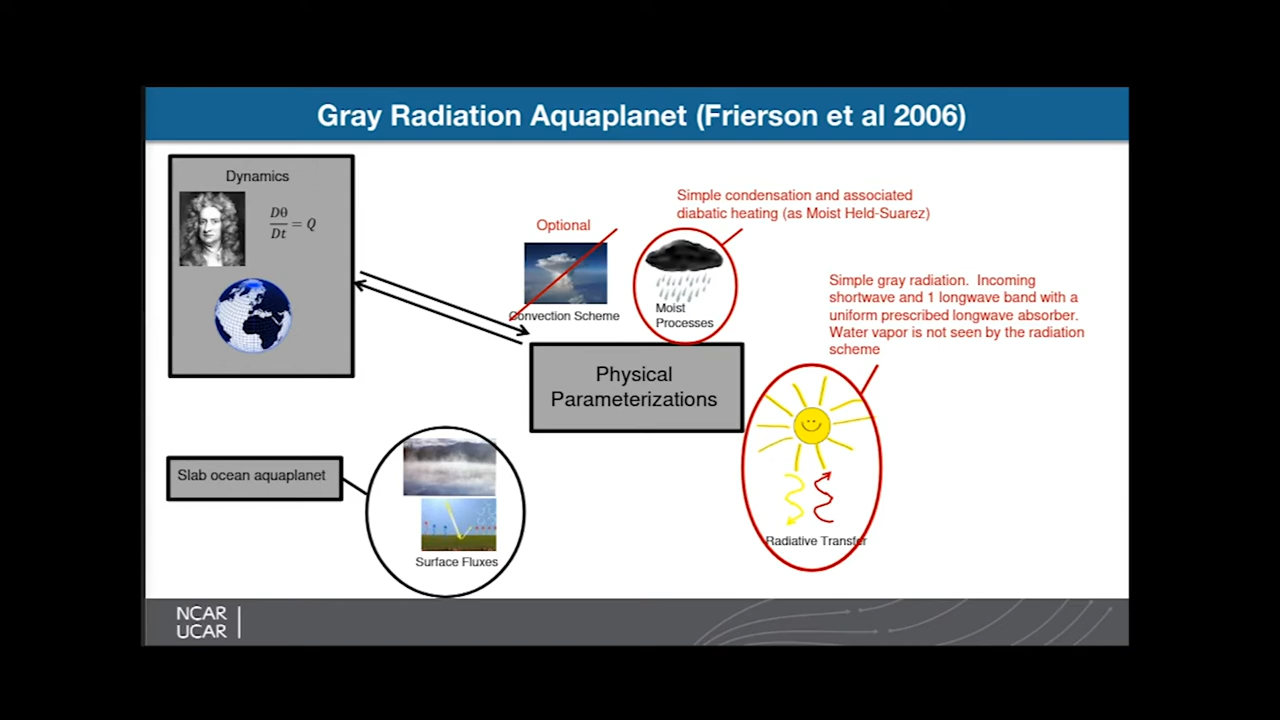 Gray Radiation Aquaplanet (Frierson et al 2006)
Dynamics
Dθ
Dt
= Q
Optional
Convection Scheme
Simple condensation and associated
diabatic heating (as Moist Held-Suarez)
Moist
Processes
Simple gray radiation. Incoming
shortwave and 1 longwave band with a
uniform prescribed longwave absorber.
Water vapor is not seen by the radiation
scheme
Physical
Parameterizations
Radiative Transfer
Slab ocean aquaplanet
Surface Fluxes
NCAR
UCAR